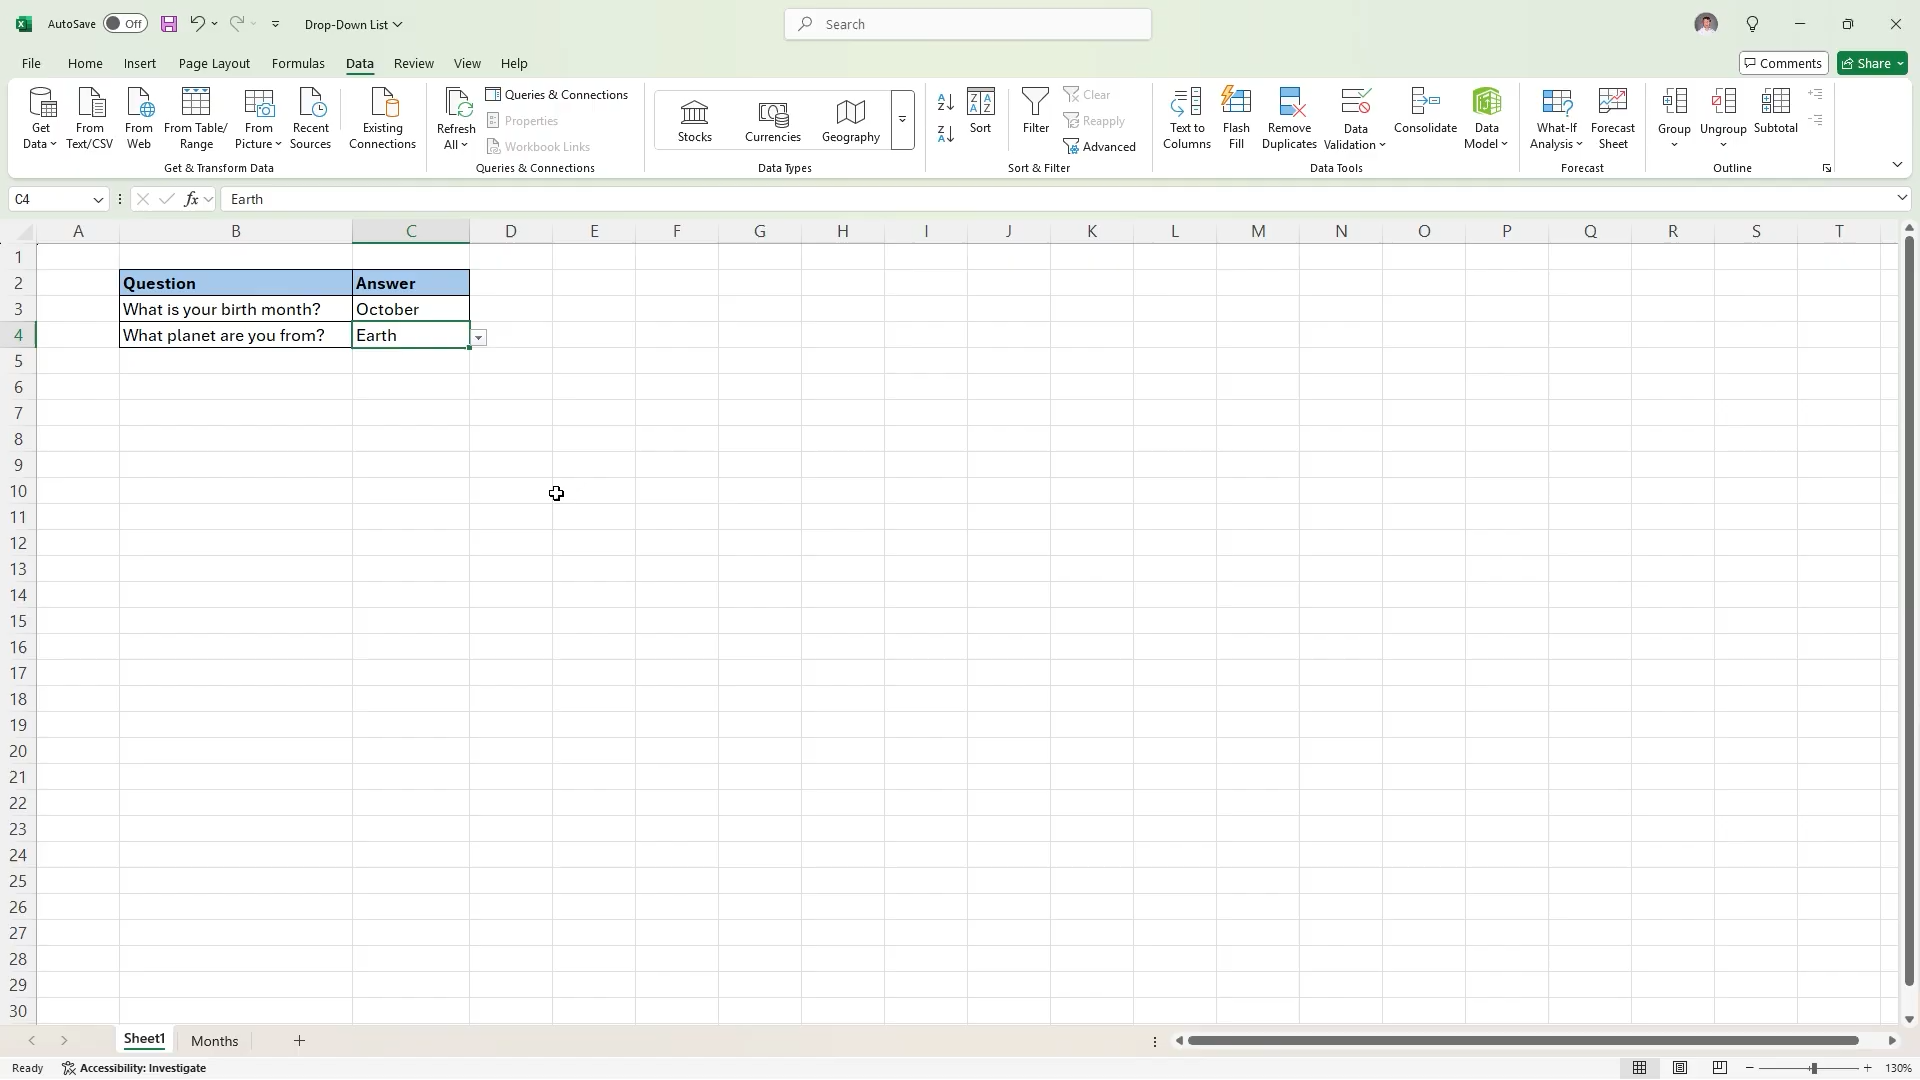 AutoSave Off Drop-Down List Search
File Home Insert Page Layout Formulas Data Review View Help Comments Share
Get Data From Text/CSV From Web From Table/ Range From Picture Recent Sources Existing Connections
Get & Transform Data
Refresh All Queries & Connections
Properties
Workbook Links
Queries & Connections
Stocks Currencies Geography
Data Types
Sort Filter Clear
Reapply
Advanced
Sort & Filter
Text to Columns Flash Fill Remove Duplicates Data Validation Consolidate Data Model
Data Tools
What-If Analysis Forecast Sheet
Forecast
Group Ungroup Subtotal
Outline
C4 fx Earth
A B C D E F G H I J K L M N O P Q R S T
1
2 Question Answer
3 What is your birth month? October
4 What planet are you from? Earth
5
6
7
8
9
10
11
12
13
14
15
16
17
18
19
20
21
22
23
24
25
26
27
28
29
30
Sheet1 Months
Ready Accessibility: Investigate 130%